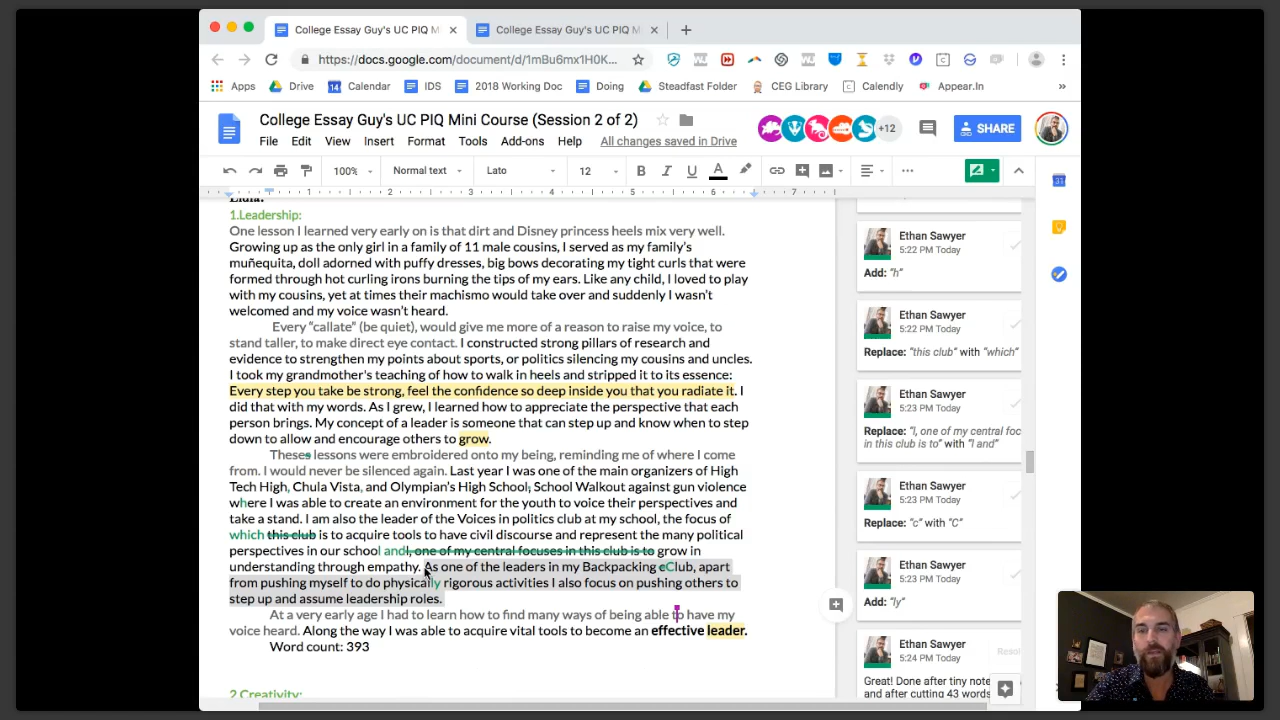 College Essay Guy's UC PIQ M
College Essay Guy's UC PIQ M
https://docs.google.com/document/d/1mBu6mx1H0K...
Apps
Drive
Calendar
IDS
2018 Working Doc
Doing
Steadfast Folder
CEG Library
Calendly
Appear.In
»
College Essay Guy's UC PIQ Mini Course (Session 2 of 2)
+12
SHARE
File Edit View Insert Format Tools Add-ons Help All changes saved in Drive
100% Normal text Lato 12 B I U A
1 2 3 4 5 6 7
1.Leadership:
One lesson I learned very early on is that dirt and Disney princess heels mix very well.
Growing up as the only girl in a family of 11 male cousins, I served as my family's
muñequita, doll adorned with puffy dresses, big bows decorating my tight curls that were
formed through hot curling irons burning the tips of my ears. Like any child, I loved to play
with my cousins, yet at times their machismo would take over and suddenly I wasn't
welcomed and my voice wasn't heard.
Every "callate" (be quiet), would give me more of a reason to raise my voice, to
stand taller, to make direct eye contact. I constructed strong pillars of research and
evidence to strengthen my points about sports, or politics silencing my cousins and uncles.
I took my grandmother's teaching of how to walk in heels and stripped it to its essence:
Every step you take be strong, feel the confidence so deep inside you that you radiate it. I
did that with my words. As I grew, I learned how to appreciate the perspective that each
person brings. My concept of a leader is someone that can step up and know when to step
down to allow and encourage others to grow.
Theses lessons were embroidered onto my being, reminding me of where I come
from. I would never be silenced again. Last year I was one of the main organizers of High
Tech High, Chula Vista, and Olympian's High School, School Walkout against gun violence
where I was able to create an environment for the youth to voice their perspectives and
take a stand. I am also the leader of the Voices in politics club at my school, the focus of
which this club is to acquire tools to have civil discourse and represent the many political
perspectives in our school and I, one of my central focuses in this club is to grow in
understanding through empathy. As one of the leaders in my Backpacking cClub, apart
from pushing myself to do physically rigorous activities I also focus on pushing others to
step up and assume leadership roles.
At a very early age I had to learn how to find many ways of being able to have my
voice heard. Along the way I was able to acquire vital tools to become an effective leader.
Word count: 393
2 Creativity:
Ethan Sawyer
5:22 PM Today
Add: "h"
Ethan Sawyer
5:22 PM Today
Replace: "this club" with "which"
Ethan Sawyer
5:23 PM Today
Replace: "I, one of my central foc
in this club is to" with "I and"
Ethan Sawyer
5:23 PM Today
Replace: "c" with "C"
Ethan Sawyer
5:23 PM Today
Add: "ly"
Ethan Sawyer
5:24 PM Today
Great! Done after tiny note
and after cutting 43 words